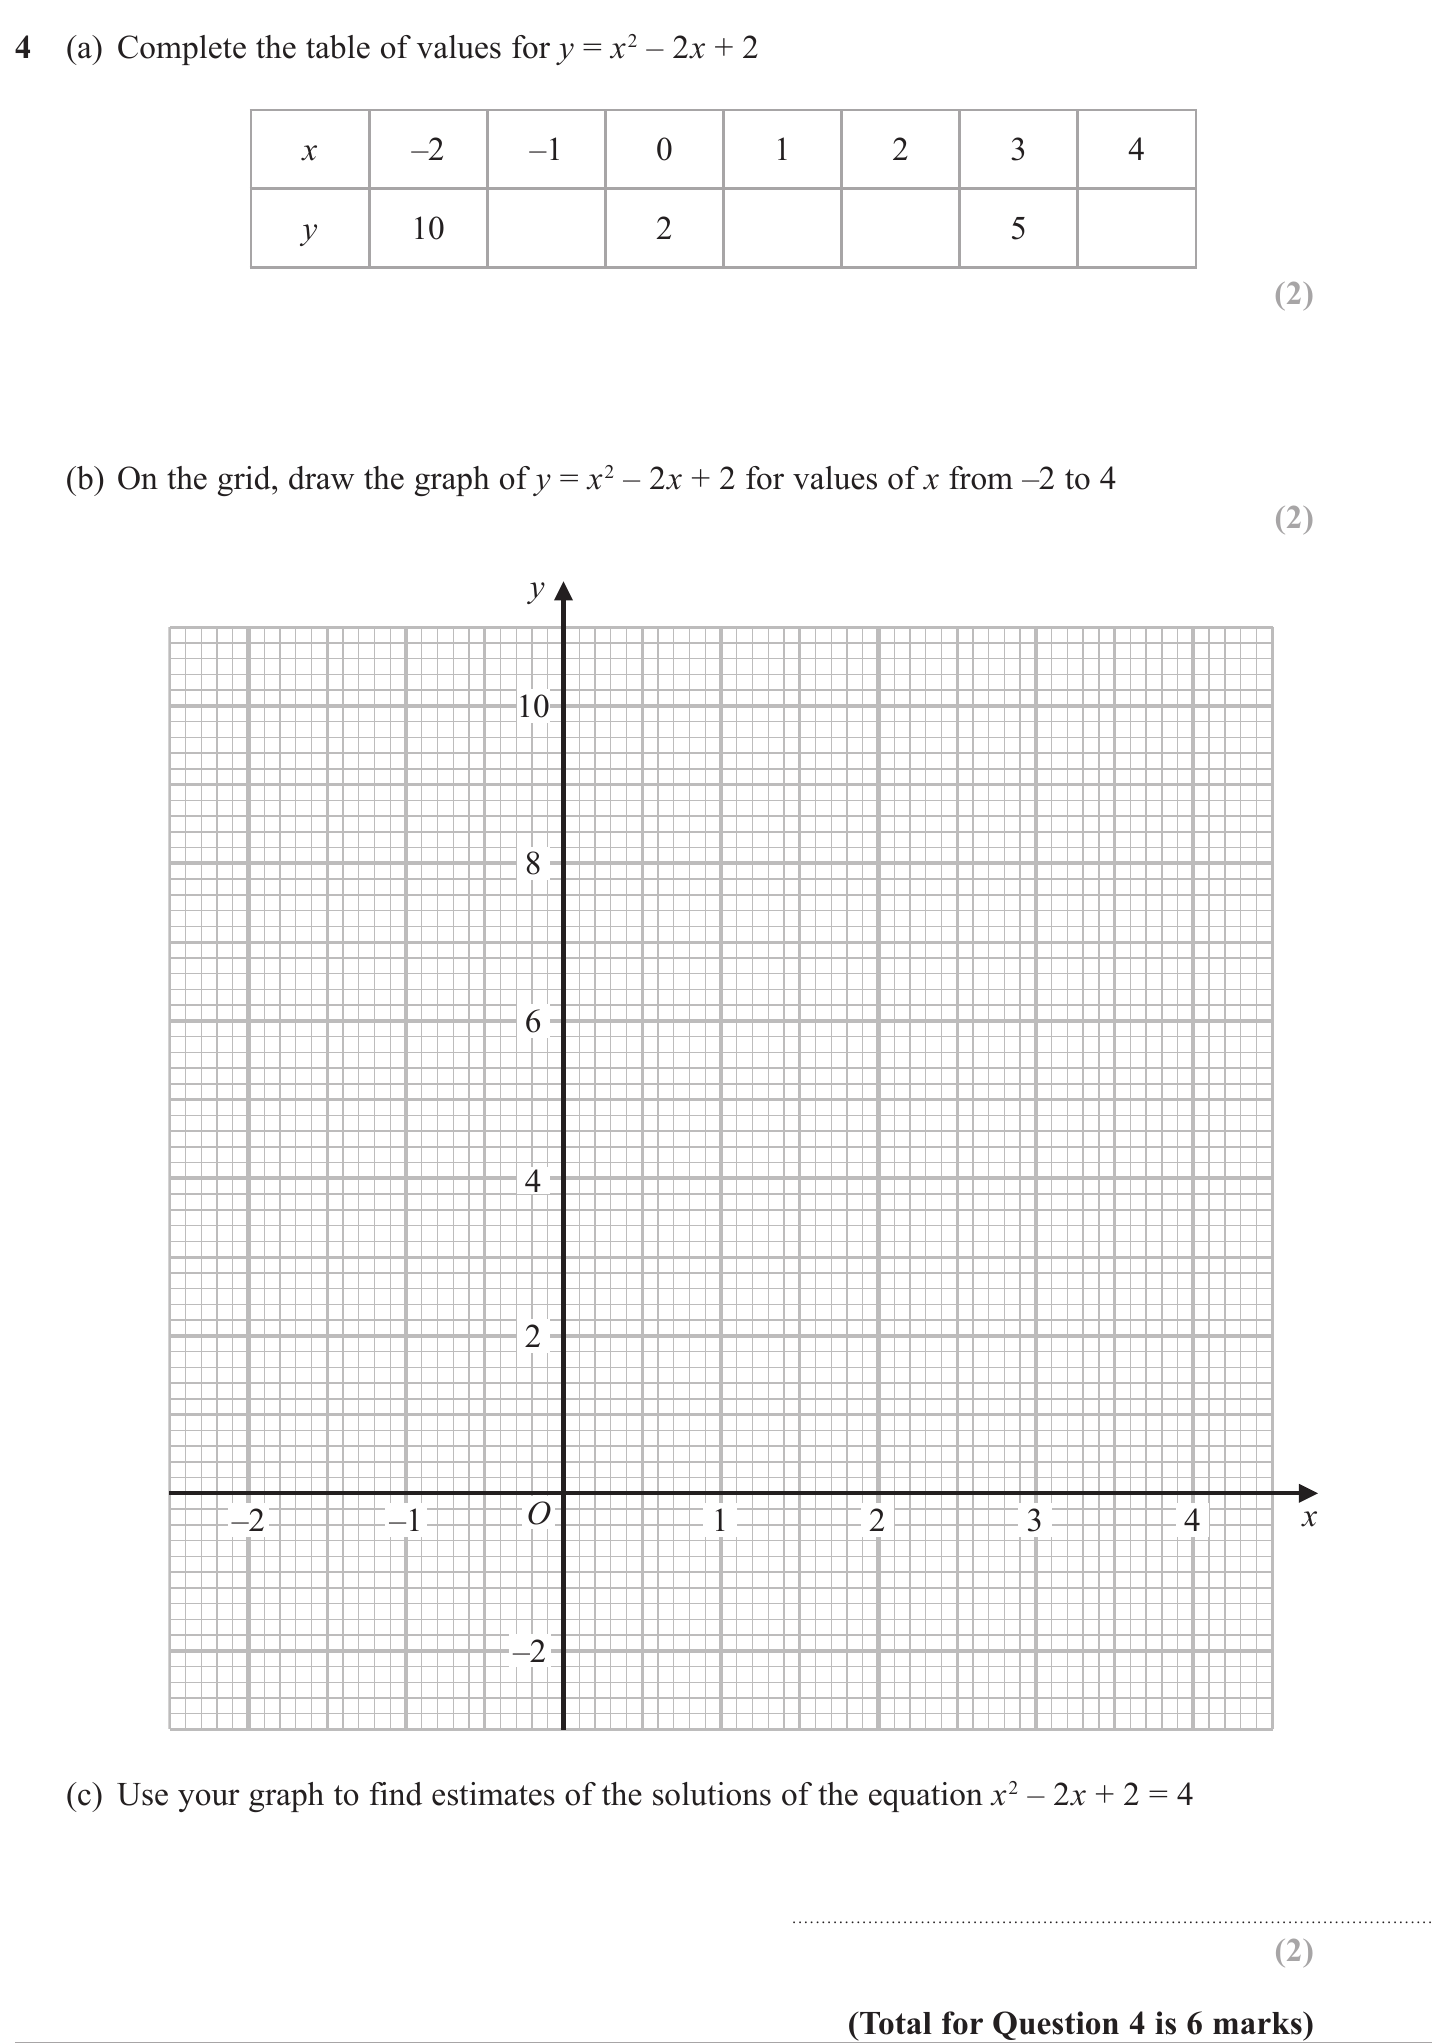 4 (a) Complete the table of values for y = x² – 2x + 2
x –2 –1 0 1 2 3 4
y 10 2 5
(2)
(b) On the grid, draw the graph of y = x² – 2x + 2 for values of x from –2 to 4
(2)
y
10
8
6
4
2
–2 –1 O 1 2 3 4 x
–2
(c) Use your graph to find estimates of the solutions of the equation x² – 2x + 2 = 4
(2)
(Total for Question 4 is 6 marks)